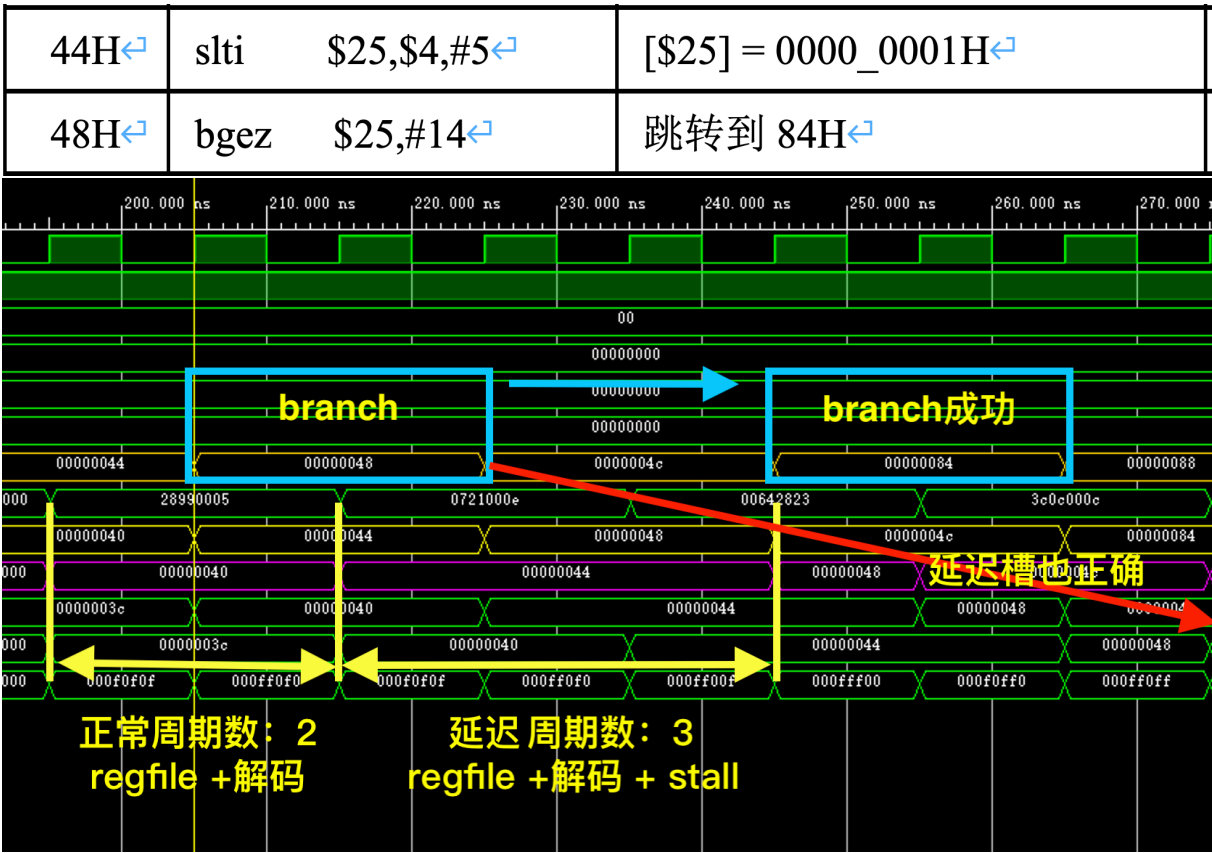 44H↵ slti $25,$4,#5↵ [$25] = 0000_0001H↵
48H↵ bgez $25,#14↵ 跳转到 84H↵
200.000 ns 210.000 ns 220.000 ns 230.000 ns 240.000 ns 250.000 ns 260.000 ns 270.000
00
00000000
00000000
branch branch成功
00000000
00000044 00000048 0000004c 00000084 00000088
000 28990005 0721000e 00642823 3c0c000c
00000040 00000044 00000048 0000004c 00000084
延迟槽也正确
000 00000040 00000044 00000048
0000003c 00000040 00000044 00000048
000 0000003c 00000040 00000044 00000048
000 000f0f0f 000ff0f0 000f0f0f 000ff0f0 000ff00f 000fff00 000f0ff0 000ff0ff
正常周期数：2 延迟周期数：3
regfile +解码 regfile +解码 + stall